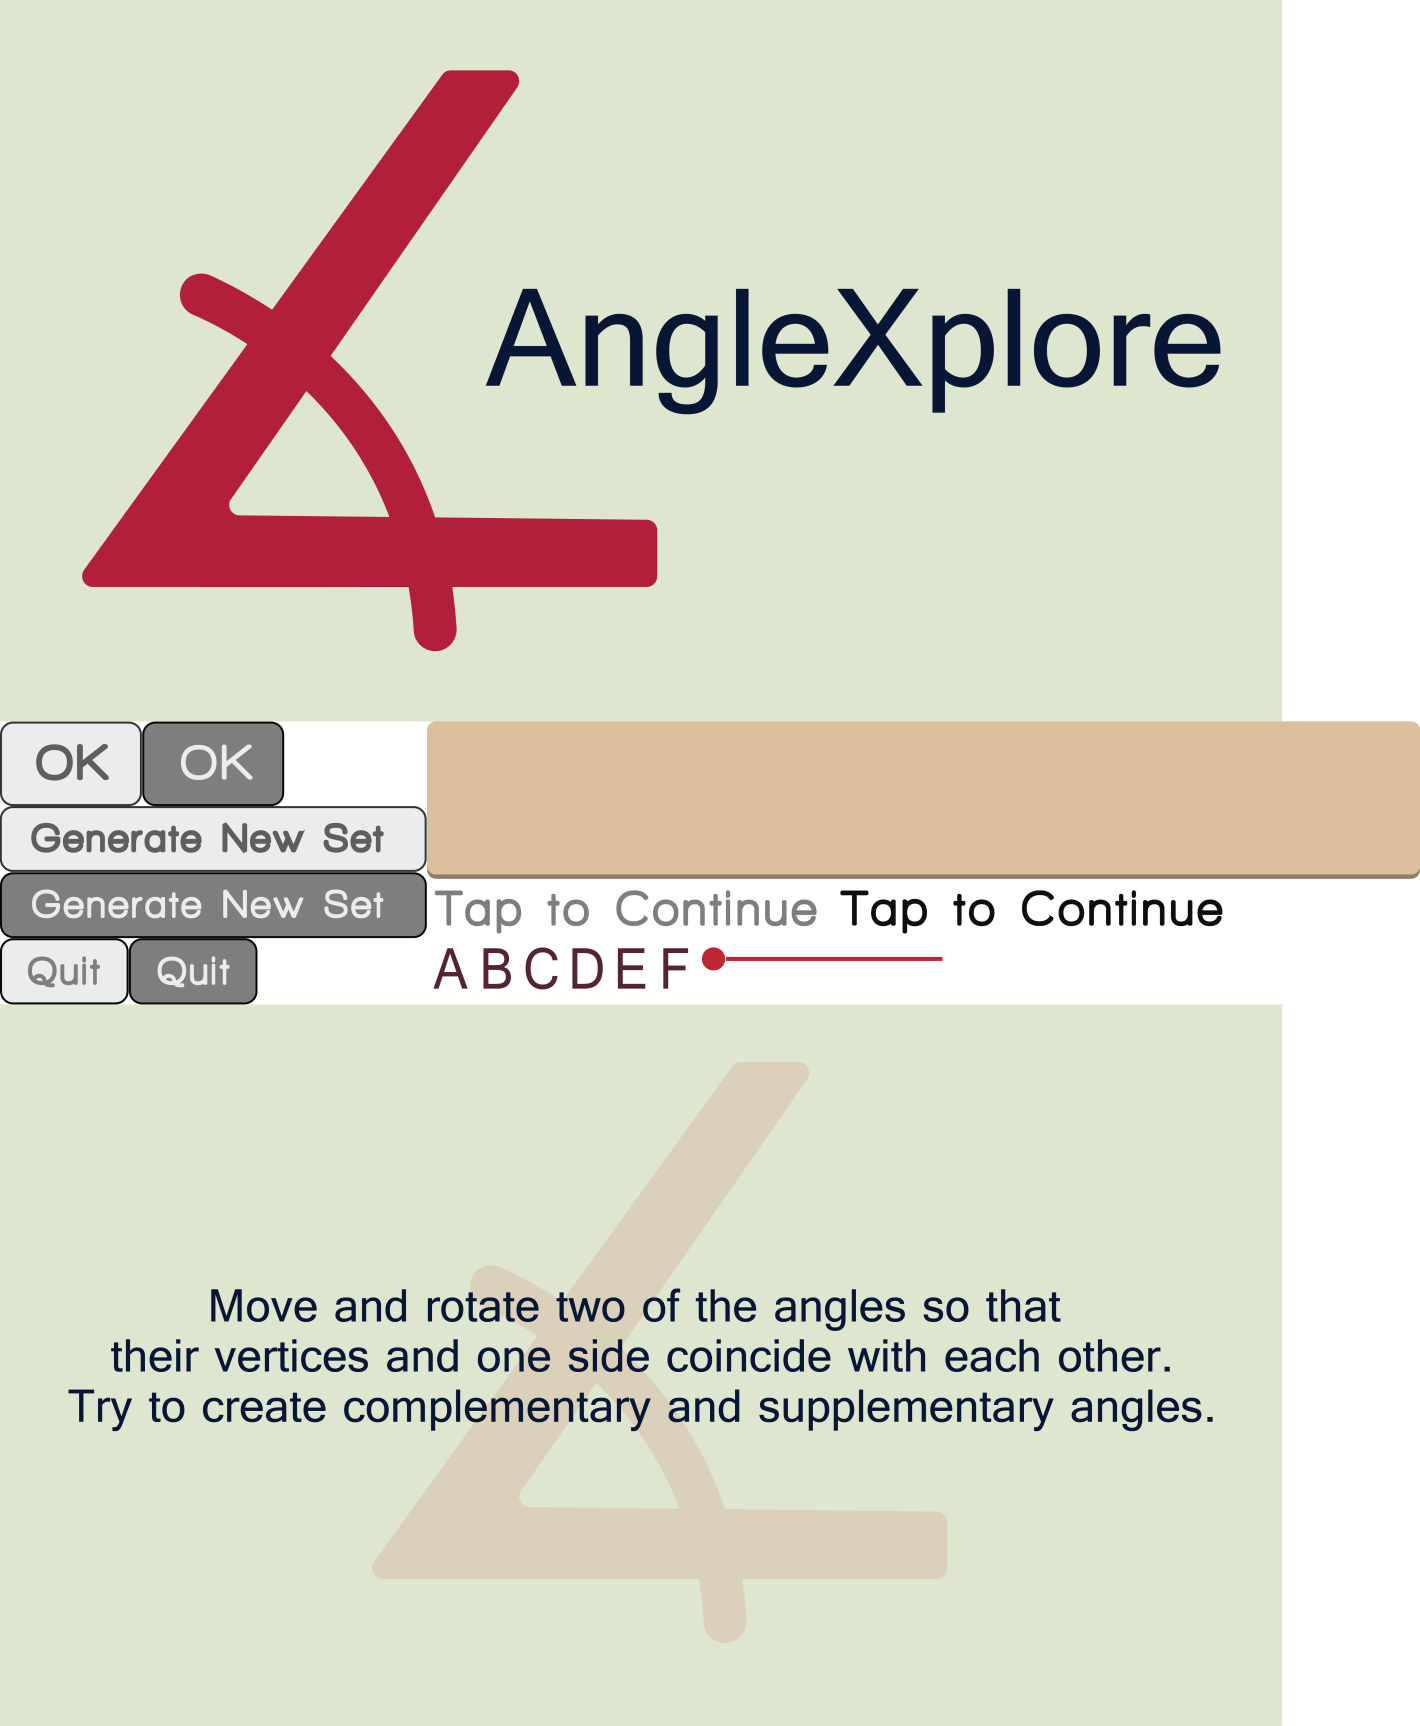 AngleXplore
OK OK
Generate New Set
Generate New Set
Tap to Continue Tap to Continue
Quit Quit
A B C D E F
Move and rotate two of the angles so that
their vertices and one side coincide with each other.
Try to create complementary and supplementary angles.